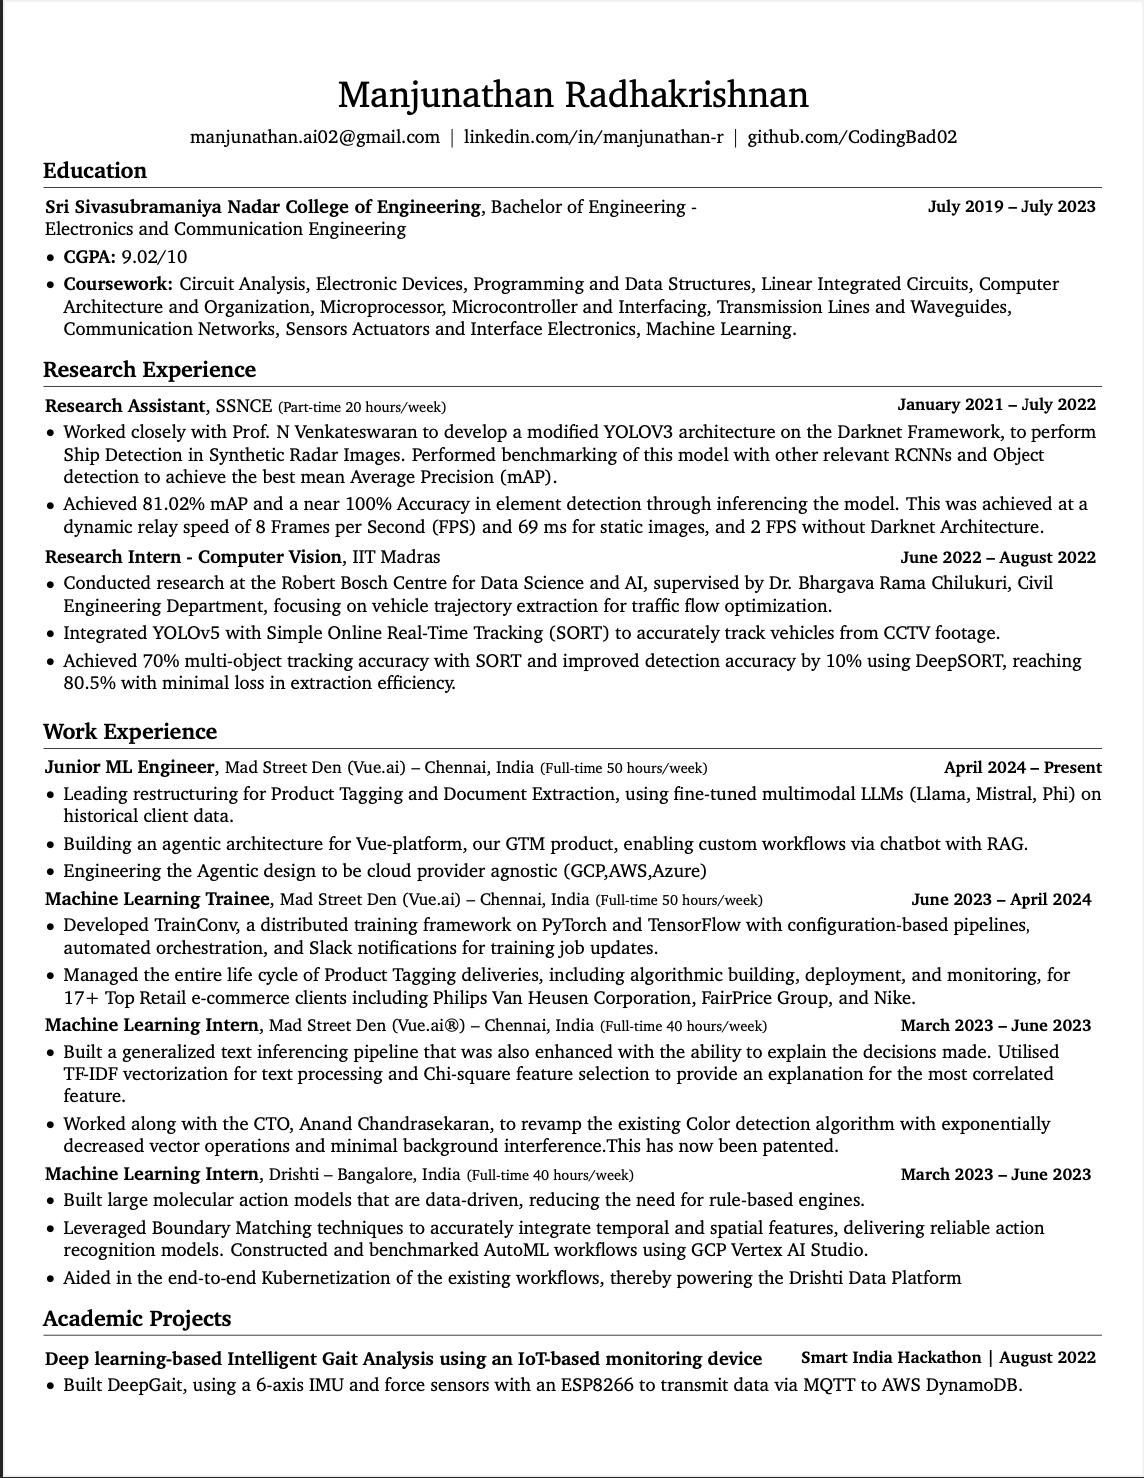 Manjunathan Radhakrishnan
manjunathan.ai02@gmail.com | linkedin.com/in/manjunathan-r | github.com/CodingBad02
Education
Sri Sivasubramaniya Nadar College of Engineering, Bachelor of Engineering - July 2019 – July 2023
Electronics and Communication Engineering
• CGPA: 9.02/10
• Coursework: Circuit Analysis, Electronic Devices, Programming and Data Structures, Linear Integrated Circuits, Computer
Architecture and Organization, Microprocessor, Microcontroller and Interfacing, Transmission Lines and Waveguides,
Communication Networks, Sensors Actuators and Interface Electronics, Machine Learning.
Research Experience
Research Assistant, SSNCE (Part-time 20 hours/week) January 2021 – July 2022
• Worked closely with Prof. N Venkateswaran to develop a modified YOLOV3 architecture on the Darknet Framework, to perform
Ship Detection in Synthetic Radar Images. Performed benchmarking of this model with other relevant RCNNs and Object
detection to achieve the best mean Average Precision (mAP).
• Achieved 81.02% mAP and a near 100% Accuracy in element detection through inferencing the model. This was achieved at a
dynamic relay speed of 8 Frames per Second (FPS) and 69 ms for static images, and 2 FPS without Darknet Architecture.
Research Intern - Computer Vision, IIT Madras June 2022 – August 2022
• Conducted research at the Robert Bosch Centre for Data Science and AI, supervised by Dr. Bhargava Rama Chilukuri, Civil
Engineering Department, focusing on vehicle trajectory extraction for traffic flow optimization.
• Integrated YOLOv5 with Simple Online Real-Time Tracking (SORT) to accurately track vehicles from CCTV footage.
• Achieved 70% multi-object tracking accuracy with SORT and improved detection accuracy by 10% using DeepSORT, reaching
80.5% with minimal loss in extraction efficiency.
Work Experience
Junior ML Engineer, Mad Street Den (Vue.ai) – Chennai, India (Full-time 50 hours/week) April 2024 – Present
• Leading restructuring for Product Tagging and Document Extraction, using fine-tuned multimodal LLMs (Llama, Mistral, Phi) on
historical client data.
• Building an agentic architecture for Vue-platform, our GTM product, enabling custom workflows via chatbot with RAG.
• Engineering the Agentic design to be cloud provider agnostic (GCP,AWS,Azure)
Machine Learning Trainee, Mad Street Den (Vue.ai) – Chennai, India (Full-time 50 hours/week) June 2023 – April 2024
• Developed TrainConv, a distributed training framework on PyTorch and TensorFlow with configuration-based pipelines,
automated orchestration, and Slack notifications for training job updates.
• Managed the entire life cycle of Product Tagging deliveries, including algorithmic building, deployment, and monitoring, for
17+ Top Retail e-commerce clients including Philips Van Heusen Corporation, FairPrice Group, and Nike.
Machine Learning Intern, Mad Street Den (Vue.ai®) – Chennai, India (Full-time 40 hours/week) March 2023 – June 2023
• Built a generalized text inferencing pipeline that was also enhanced with the ability to explain the decisions made. Utilised
TF-IDF vectorization for text processing and Chi-square feature selection to provide an explanation for the most correlated
feature.
• Worked along with the CTO, Anand Chandrasekaran, to revamp the existing Color detection algorithm with exponentially
decreased vector operations and minimal background interference.This has now been patented.
Machine Learning Intern, Drishti – Bangalore, India (Full-time 40 hours/week) March 2023 – June 2023
• Built large molecular action models that are data-driven, reducing the need for rule-based engines.
• Leveraged Boundary Matching techniques to accurately integrate temporal and spatial features, delivering reliable action
recognition models. Constructed and benchmarked AutoML workflows using GCP Vertex AI Studio.
• Aided in the end-to-end Kubernetization of the existing workflows, thereby powering the Drishti Data Platform
Academic Projects
Deep learning-based Intelligent Gait Analysis using an IoT-based monitoring device Smart India Hackathon | August 2022
• Built DeepGait, using a 6-axis IMU and force sensors with an ESP8266 to transmit data via MQTT to AWS DynamoDB.